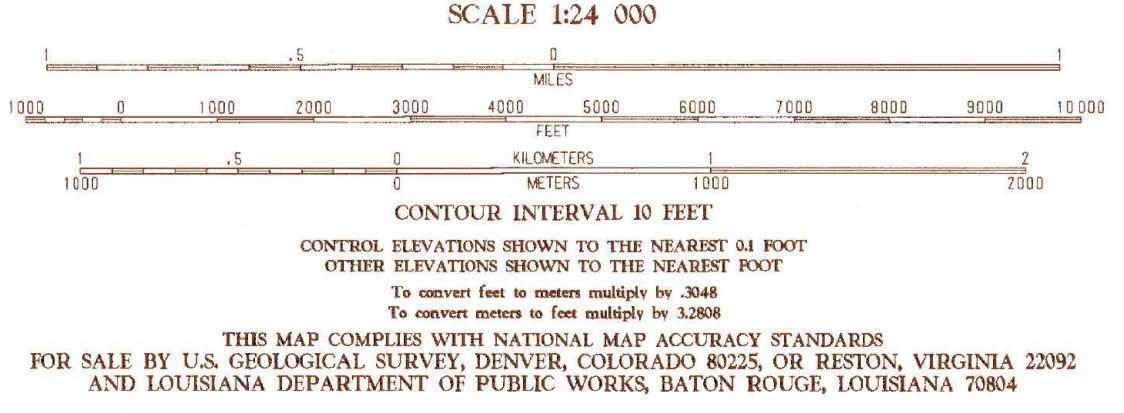 SCALE 1:24 000
1 .5 0 1
MILES
1000 0 1000 2000 3000 4000 5000 6000 7000 8000 9000 10 000
FEET
1 .5 0 KILOMETERS 1 2
1000 0 METERS 1000 2000
CONTOUR INTERVAL 10 FEET
CONTROL ELEVATIONS SHOWN TO THE NEAREST 0.1 FOOT
OTHER ELEVATIONS SHOWN TO THE NEAREST FOOT
To convert feet to meters multiply by .3048
To convert meters to feet multiply by 3.2808
THIS MAP COMPLIES WITH NATIONAL MAP ACCURACY STANDARDS
FOR SALE BY U.S. GEOLOGICAL SURVEY, DENVER, COLORADO 80225, OR RESTON, VIRGINIA 22092
AND LOUISIANA DEPARTMENT OF PUBLIC WORKS, BATON ROUGE, LOUISIANA 70804